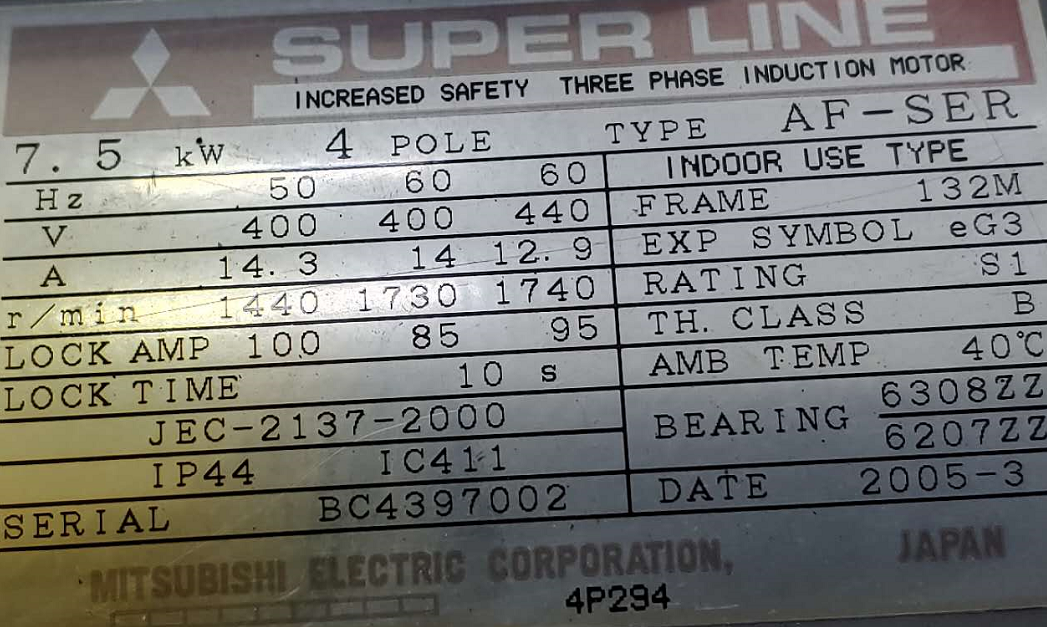 SUPER LINE
INCREASED SAFETY THREE PHASE INDUCTION MOTOR
7.5 kW 4 POLE TYPE AF-SER
INDOOR USE TYPE
Hz 50 60 60
FRAME 132M
V 400 400 440
EXP SYMBOL eG3
A 14.3 14 12.9
RATING S1
r/min 1440 1730 1740
TH. CLASS B
LOCK AMP 100 85 95
AMB TEMP 40°C
LOCK TIME 10 s
BEARING 6308ZZ
6207ZZ
JEC-2137-2000
IP44 IC411
DATE 2005-3
SERIAL BC4397002
MITSUBISHI ELECTRIC CORPORATION, JAPAN
4P294